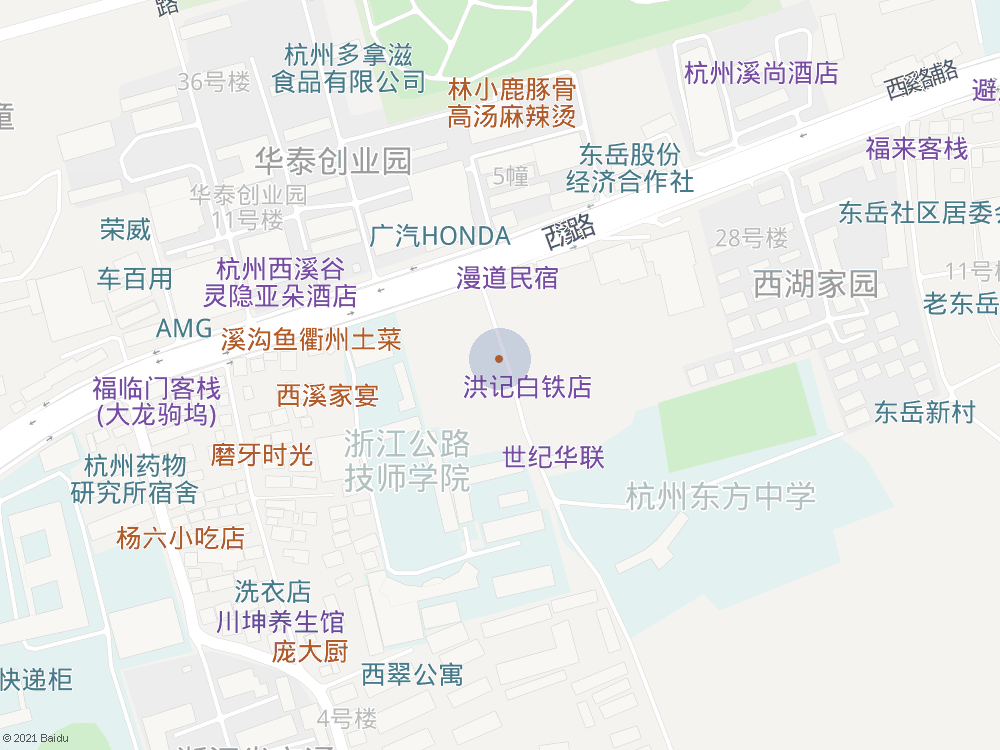 路
杭州多拿滋
食品有限公司
36号楼
林小鹿豚骨
高汤麻辣烫
杭州溪尚酒店
西溪路辅路
避
童
华泰创业园
5幢
东岳股份
经济合作社
福来客栈
华泰创业园
11号楼
荣威
广汽HONDA
西溪路
28号楼
东岳社区居委会
车百用
杭州西溪谷
灵隐亚朵酒店
漫道民宿
西湖家园
11号楼
老东岳
AMG
溪沟鱼衢州土菜
福临门客栈
(大龙驹坞)
西溪家宴
洪记白铁店
东岳新村
浙江公路
技师学院
磨牙时光
世纪华联
杭州药物
研究所宿舍
杭州东方中学
杨六小吃店
洗衣店
川坤养生馆
庞大厨
快递柜
西翠公寓
4号楼
© 2021 Baidu